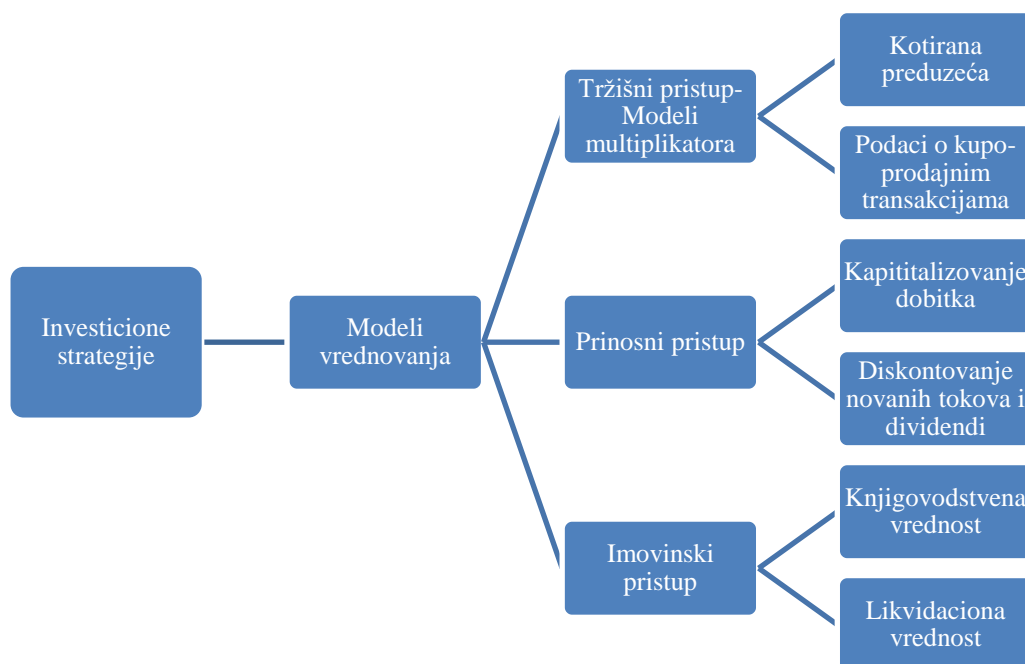 Investicione
strategije
Modeli
vrednovanja
Tržišni pristup-
Modeli
multiplikatora
Kotirana
preduzeća
Podaci o kupo-
prodajnim
transakcijama
Prinosni pristup
Kapititalizovanje
dobitka
Diskontovanje
novanih tokova i
dividendi
Imovinski
pristup
Knjigovodstvena
vrednost
Likvidaciona
vrednost